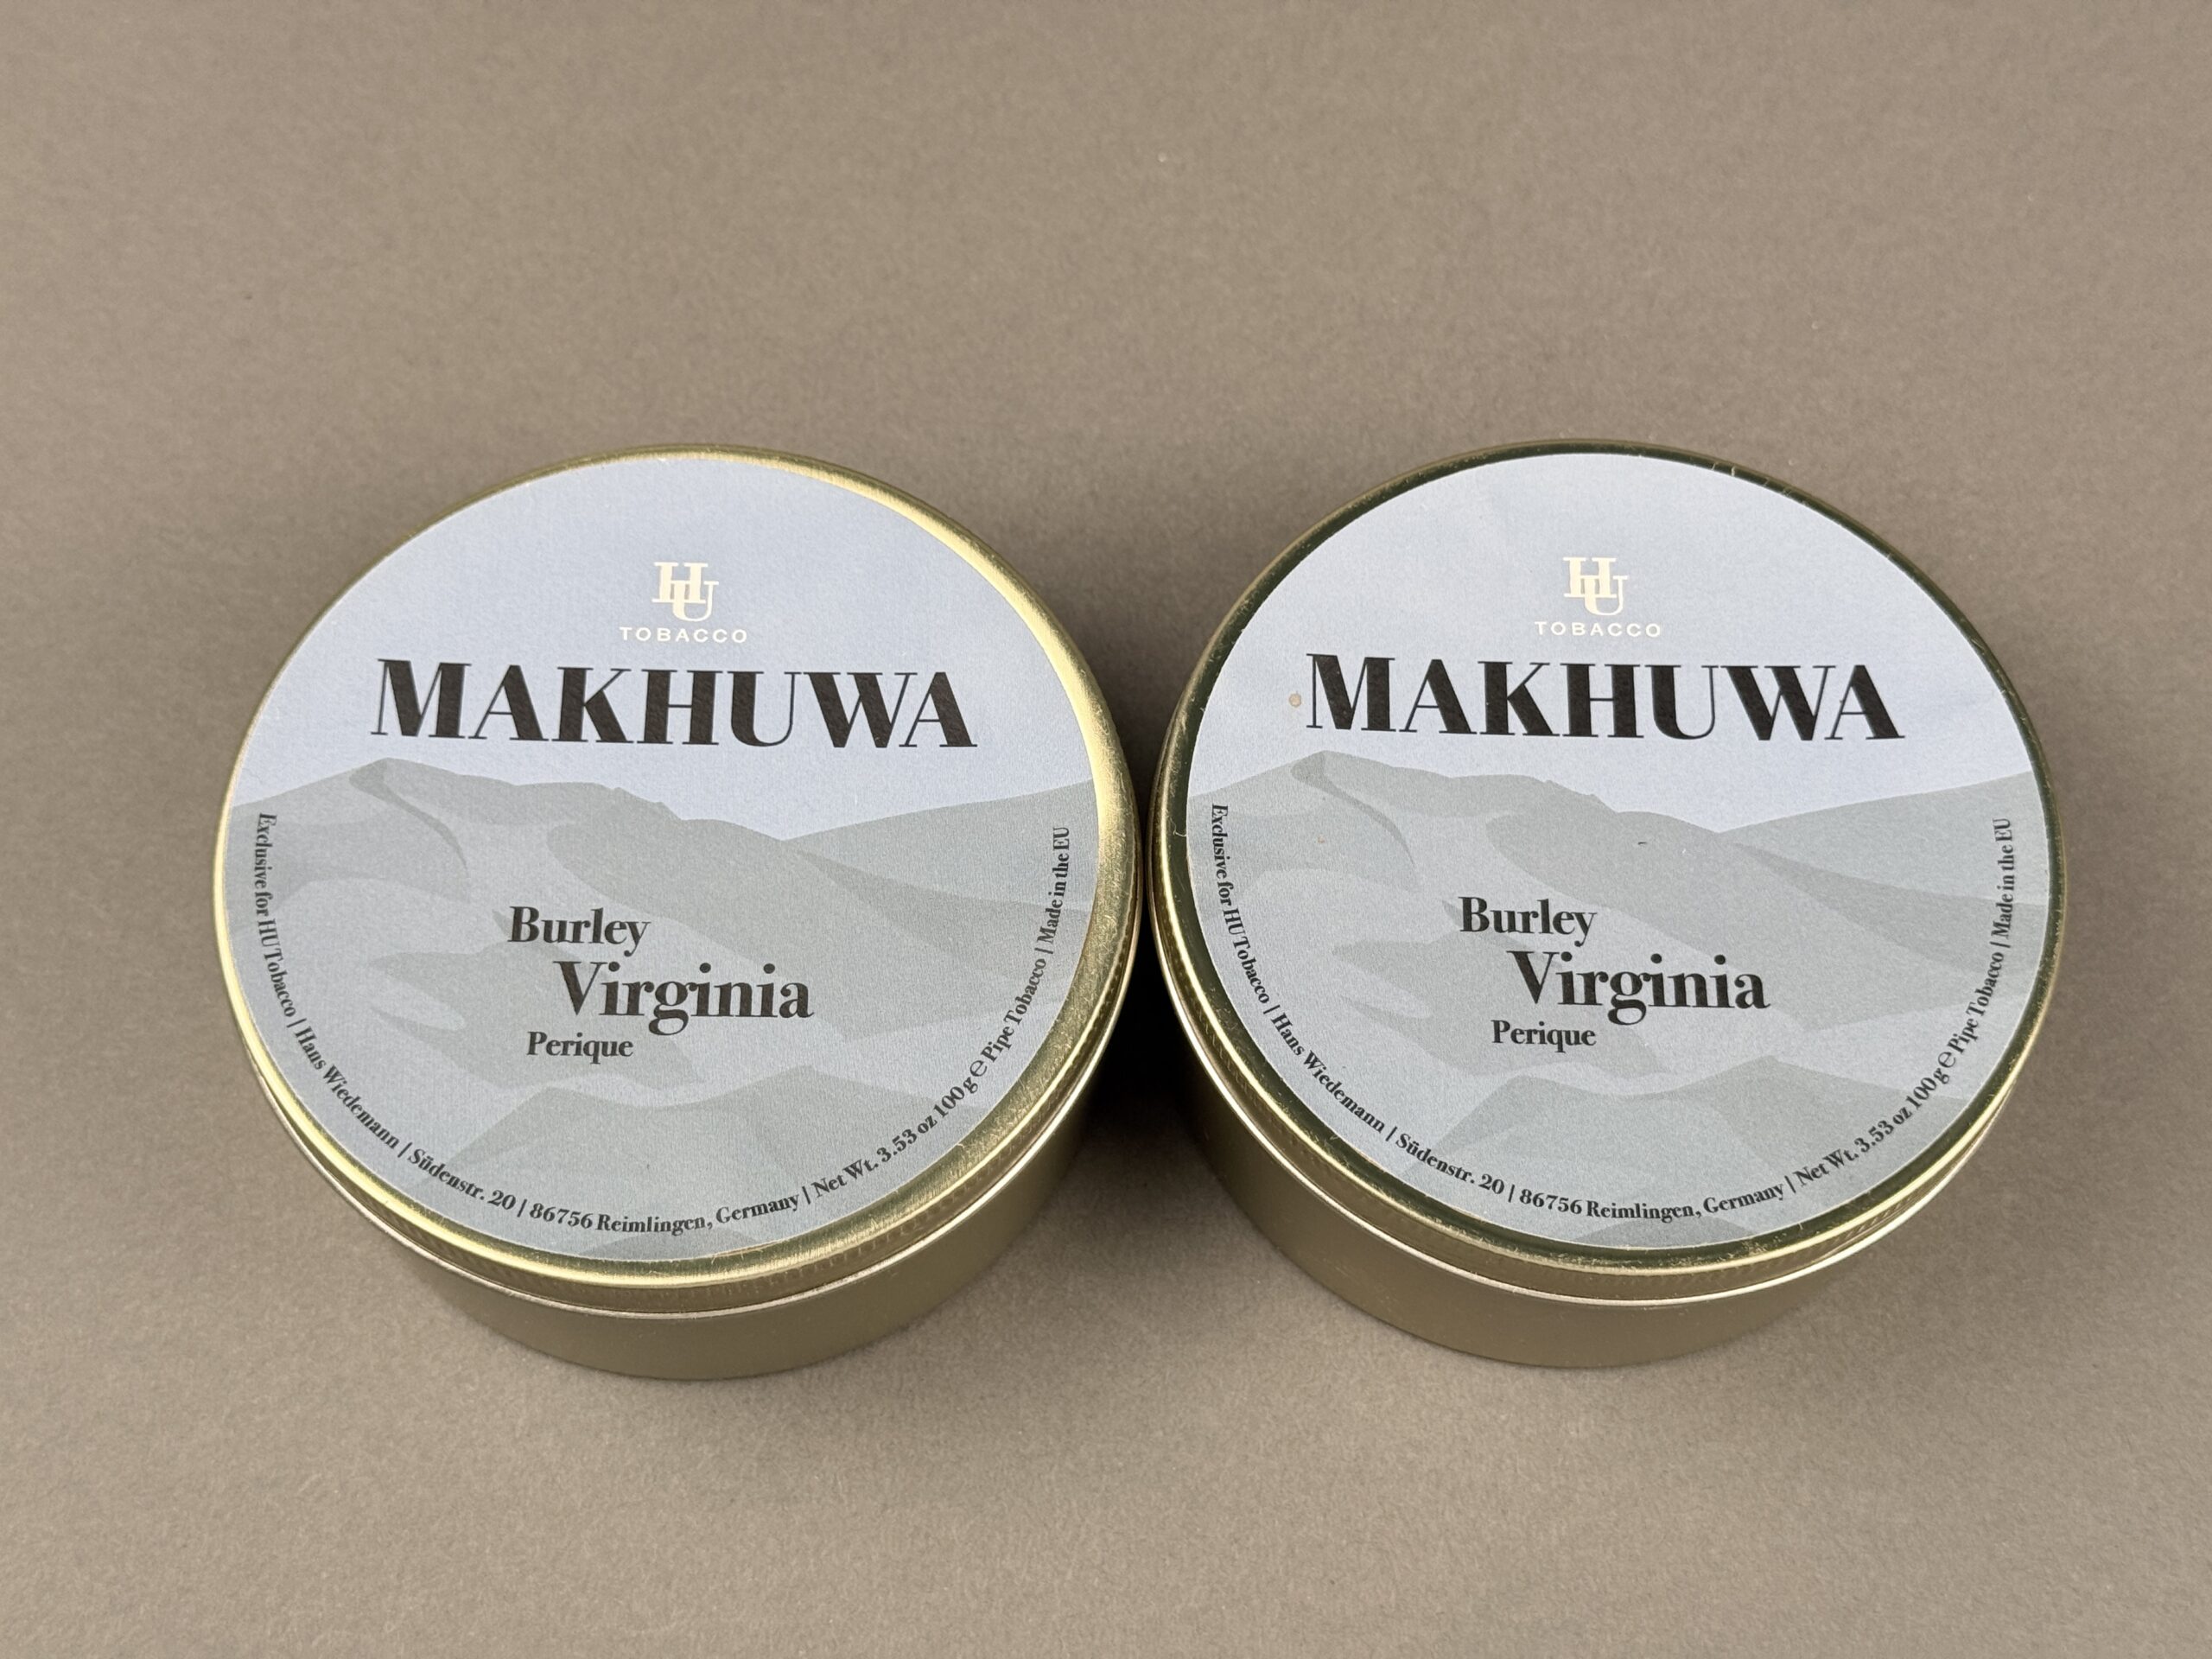 HU
TOBACCO
MAKHUWA
Burley
Virginia
Perique
Exclusive for HU Tobacco | Hans Wiedemann | Südenstr. 20 | 86756 Reimlingen, Germany | Net Wt. 3.53 oz 100g ℮ Pipe Tobacco | Made in the EU
HU
TOBACCO
MAKHUWA
Burley
Virginia
Perique
Exclusive for HU Tobacco | Hans Wiedemann | Südenstr. 20 | 86756 Reimlingen, Germany | Net Wt. 3.53 oz 100g ℮ Pipe Tobacco | Made in the EU